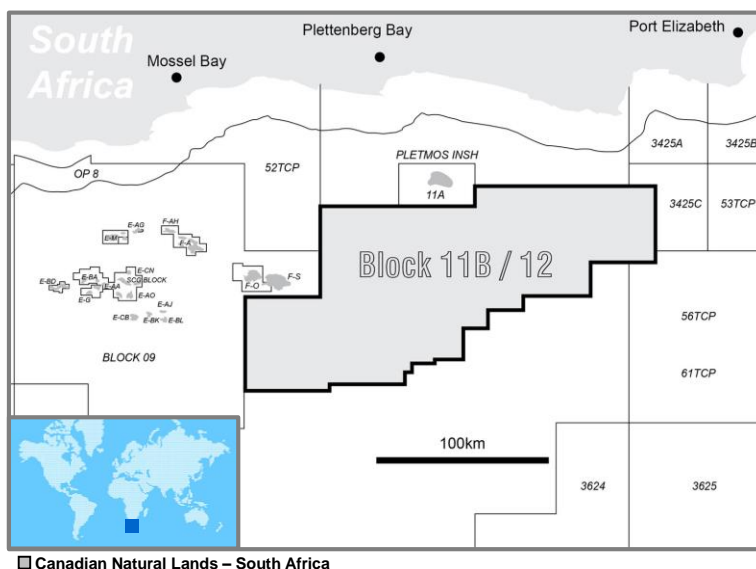 South
Africa
Mossel Bay
Plettenberg Bay
Port Elizabeth
OP 8
52TCP
PLETMOS INSH
11A
3425A
3425B
3425C
53TCP
E-M
E-AG
F-AH
E-A
E-BD
E-BA
E-CN
SCG BLOCK
E-AA
E-G
E-AO
E-AJ
E-CB
E-BK
E-BL
F-O
F-S
Block 11B / 12
BLOCK 09
56TCP
61TCP
100km
3624
3625
Canadian Natural Lands – South Africa